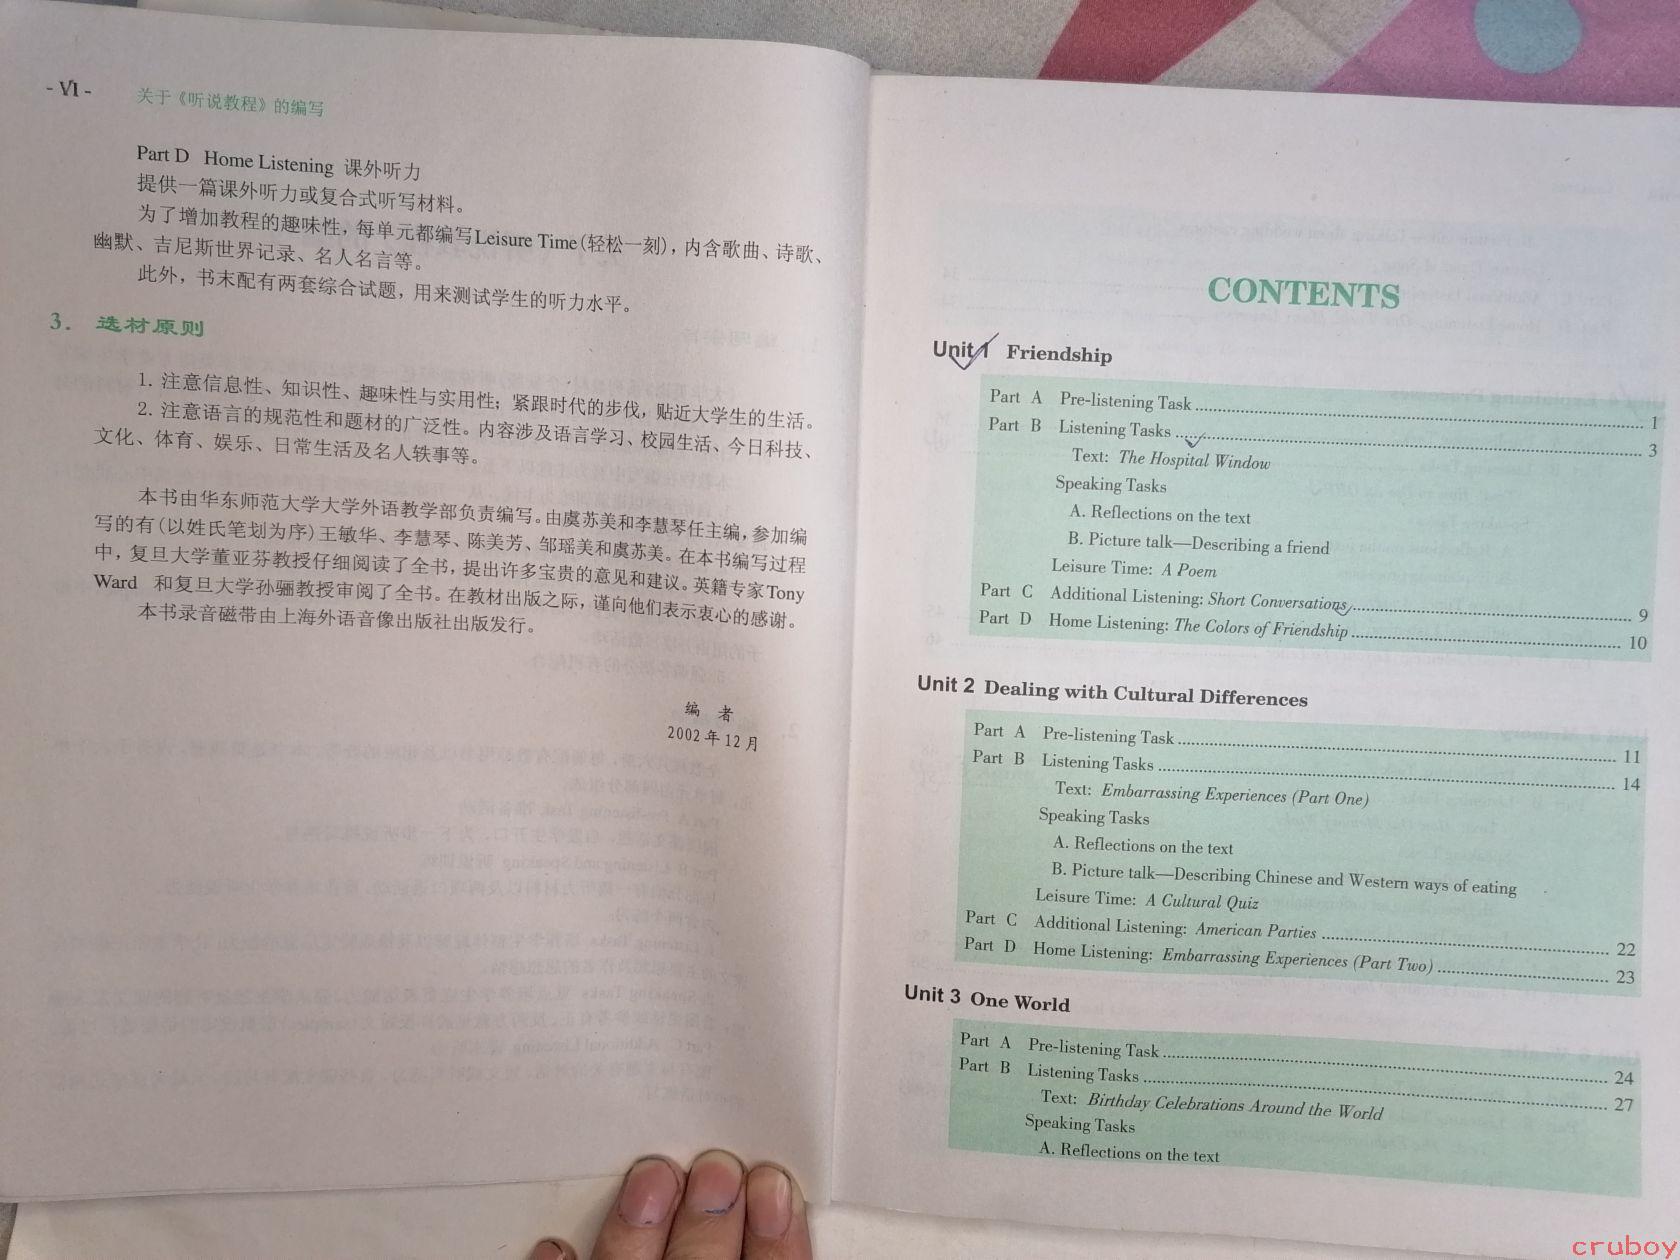 - VI -
关于《听说教程》的编写
Part D Home Listening 课外听力
提供一篇课外听力或复合式听写材料。
为了增加教程的趣味性，每单元都编写Leisure Time(轻松一刻)，内含歌曲、诗歌、
幽默、吉尼斯世界记录、名人名言等。
此外，书末配有两套综合试题，用来测试学生的听力水平。
3. 选材原则
1. 注意信息性、知识性、趣味性与实用性；紧跟时代的步伐，贴近大学生的生活。
2. 注意语言的规范性和题材的广泛性。内容涉及语言学习、校园生活、今日科技、
文化、体育、娱乐、日常生活及名人轶事等。
本书由华东师范大学大学外语教学部负责编写。由虞苏美和李慧琴任主编，参加编
写的有(以姓氏笔划为序)王敏华、李慧琴、陈美芳、邹瑶美和虞苏美。在本书编写过程
中，复旦大学董亚芬教授仔细阅读了全书，提出许多宝贵的意见和建议。英籍专家Tony
Ward 和复旦大学孙骊教授审阅了全书。在教材出版之际，谨向他们表示衷心的感谢。
本书录音磁带由上海外语音像出版社出版发行。
编 者
2002年12月
CONTENTS
Unit 1 Friendship
Part A Pre-listening Task 1
Part B Listening Tasks 3
Text: The Hospital Window
Speaking Tasks
A. Reflections on the text
B. Picture talk—Describing a friend
Leisure Time: A Poem
Part C Additional Listening: Short Conversations 9
Part D Home Listening: The Colors of Friendship 10
Unit 2 Dealing with Cultural Differences
Part A Pre-listening Task 11
Part B Listening Tasks 14
Text: Embarrassing Experiences (Part One)
Speaking Tasks
A. Reflections on the text
B. Picture talk—Describing Chinese and Western ways of eating
Leisure Time: A Cultural Quiz
Part C Additional Listening: American Parties 22
Part D Home Listening: Embarrassing Experiences (Part Two) 23
Unit 3 One World
Part A Pre-listening Task 24
Part B Listening Tasks 27
Text: Birthday Celebrations Around the World
Speaking Tasks
A. Reflections on the text
cruboy